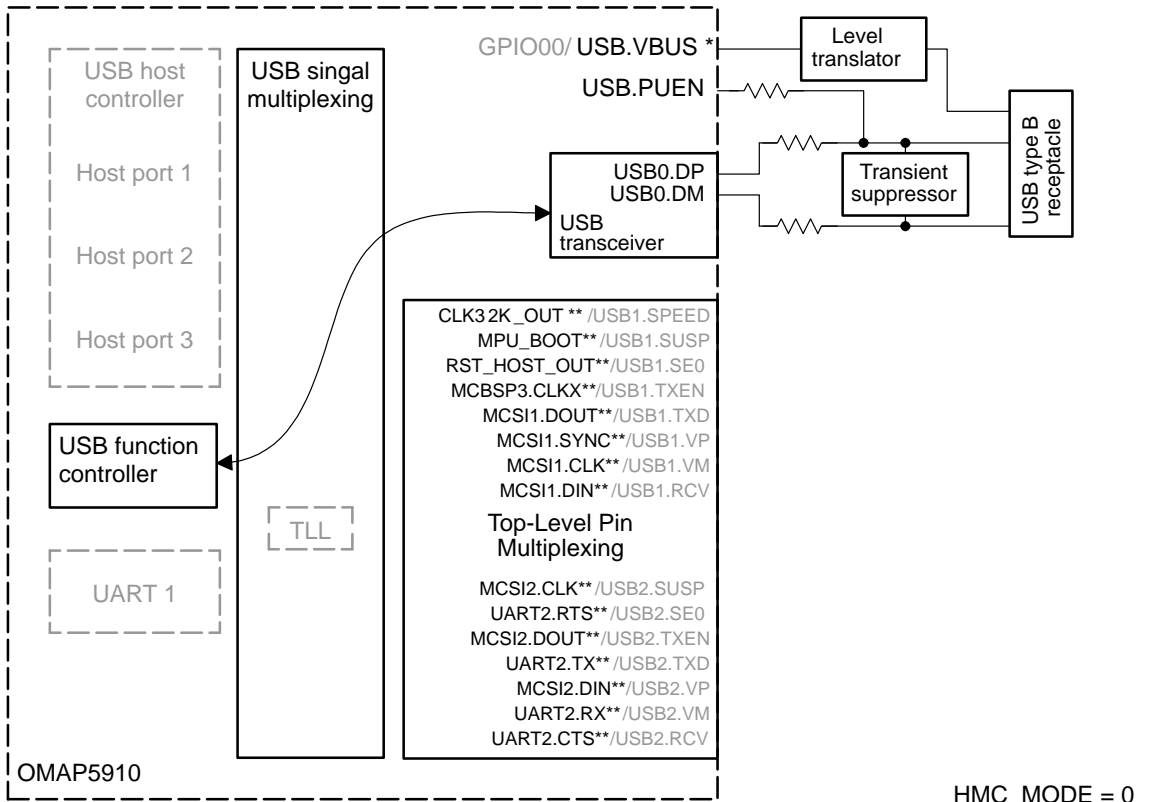 GPIO00/ USB.VBUS *
USB.PUEN
Level
translator
USB type B
receptacle
USB host
controller
Host port 1
Host port 2
Host port 3
USB singal
multiplexing
USB0.DP
USB0.DM
USB
transceiver
Transient
suppressor
USB function
controller
TLL
UART 1
CLK32K_OUT ** /USB1.SPEED
MPU_BOOT**/USB1.SUSP
RST_HOST_OUT**/USB1.SE0
MCBSP3.CLKX**/USB1.TXEN
MCSI1.DOUT**/USB1.TXD
MCSI1.SYNC**/USB1.VP
MCSI1.CLK**/USB1.VM
MCSI1.DIN**/USB1.RCV
Top-Level Pin
Multiplexing
MCSI2.CLK**/USB2.SUSP
UART2.RTS**/USB2.SE0
MCSI2.DOUT**/USB2.TXEN
UART2.TX**/USB2.TXD
MCSI2.DIN**/USB2.VP
UART2.RX**/USB2.VM
UART2.CTS**/USB2.RCV
OMAP5910
HMC_MODE = 0